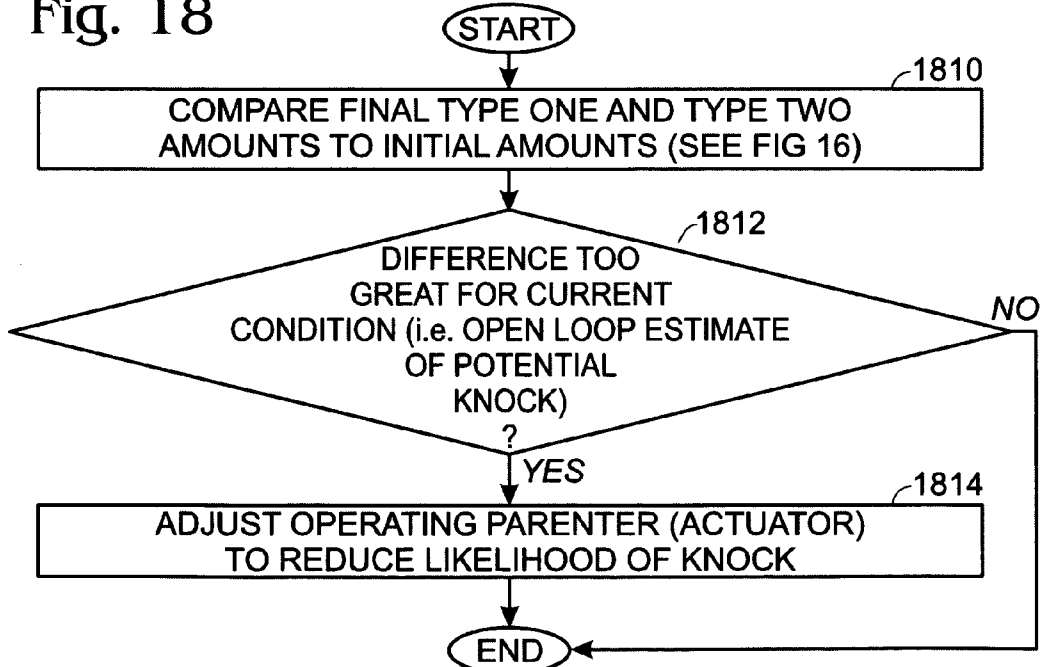 Fig. 18
START
1810
COMPARE FINAL TYPE ONE AND TYPE TWO
AMOUNTS TO INITIAL AMOUNTS (SEE FIG 16)
1812
DIFFERENCE TOO
GREAT FOR CURRENT
CONDITION (i.e. OPEN LOOP ESTIMATE
OF POTENTIAL
KNOCK)
?
NO
YES
1814
ADJUST OPERATING PARENTER (ACTUATOR)
TO REDUCE LIKELIHOOD OF KNOCK
END